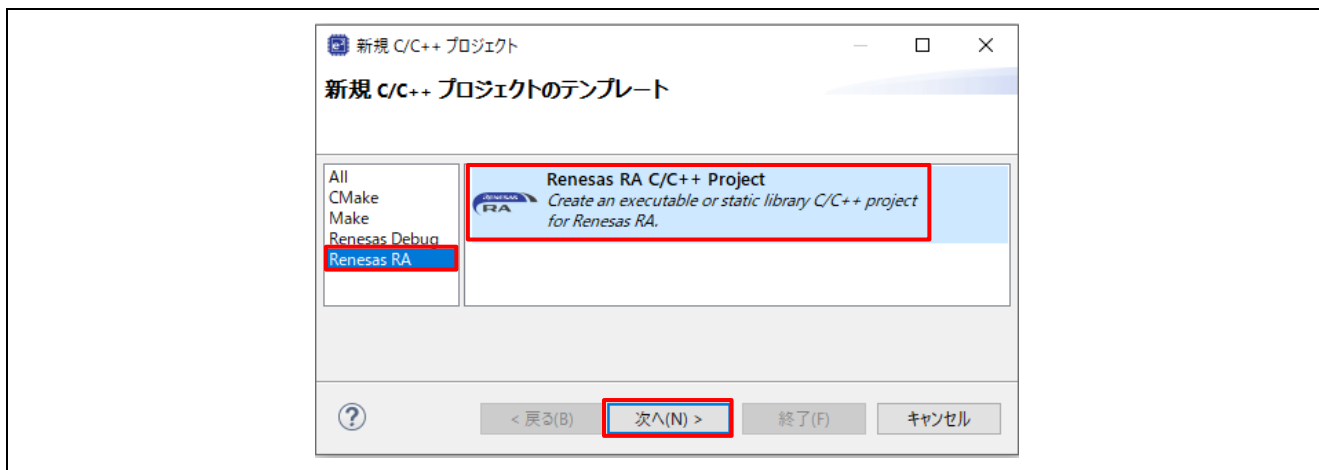 新規 C/C++ プロジェクト
新規 C/C++ プロジェクトのテンプレート
All
CMake
Make
Renesas Debug
Renesas RA
RENESAS
RA
Renesas RA C/C++ Project
Create an executable or static library C/C++ project
for Renesas RA.
< 戻る(B)
次へ(N) >
終了(F)
キャンセル